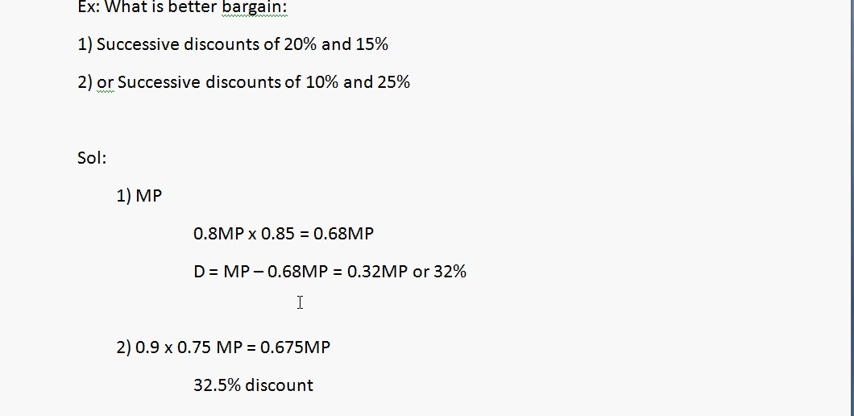 Ex: What is better bargain:
1) Successive discounts of 20% and 15%
2) or Successive discounts of 10% and 25%
Sol:
1) MP
0.8MP x 0.85 = 0.68MP
D = MP – 0.68MP = 0.32MP or 32%
2) 0.9 x 0.75 MP = 0.675MP
32.5% discount